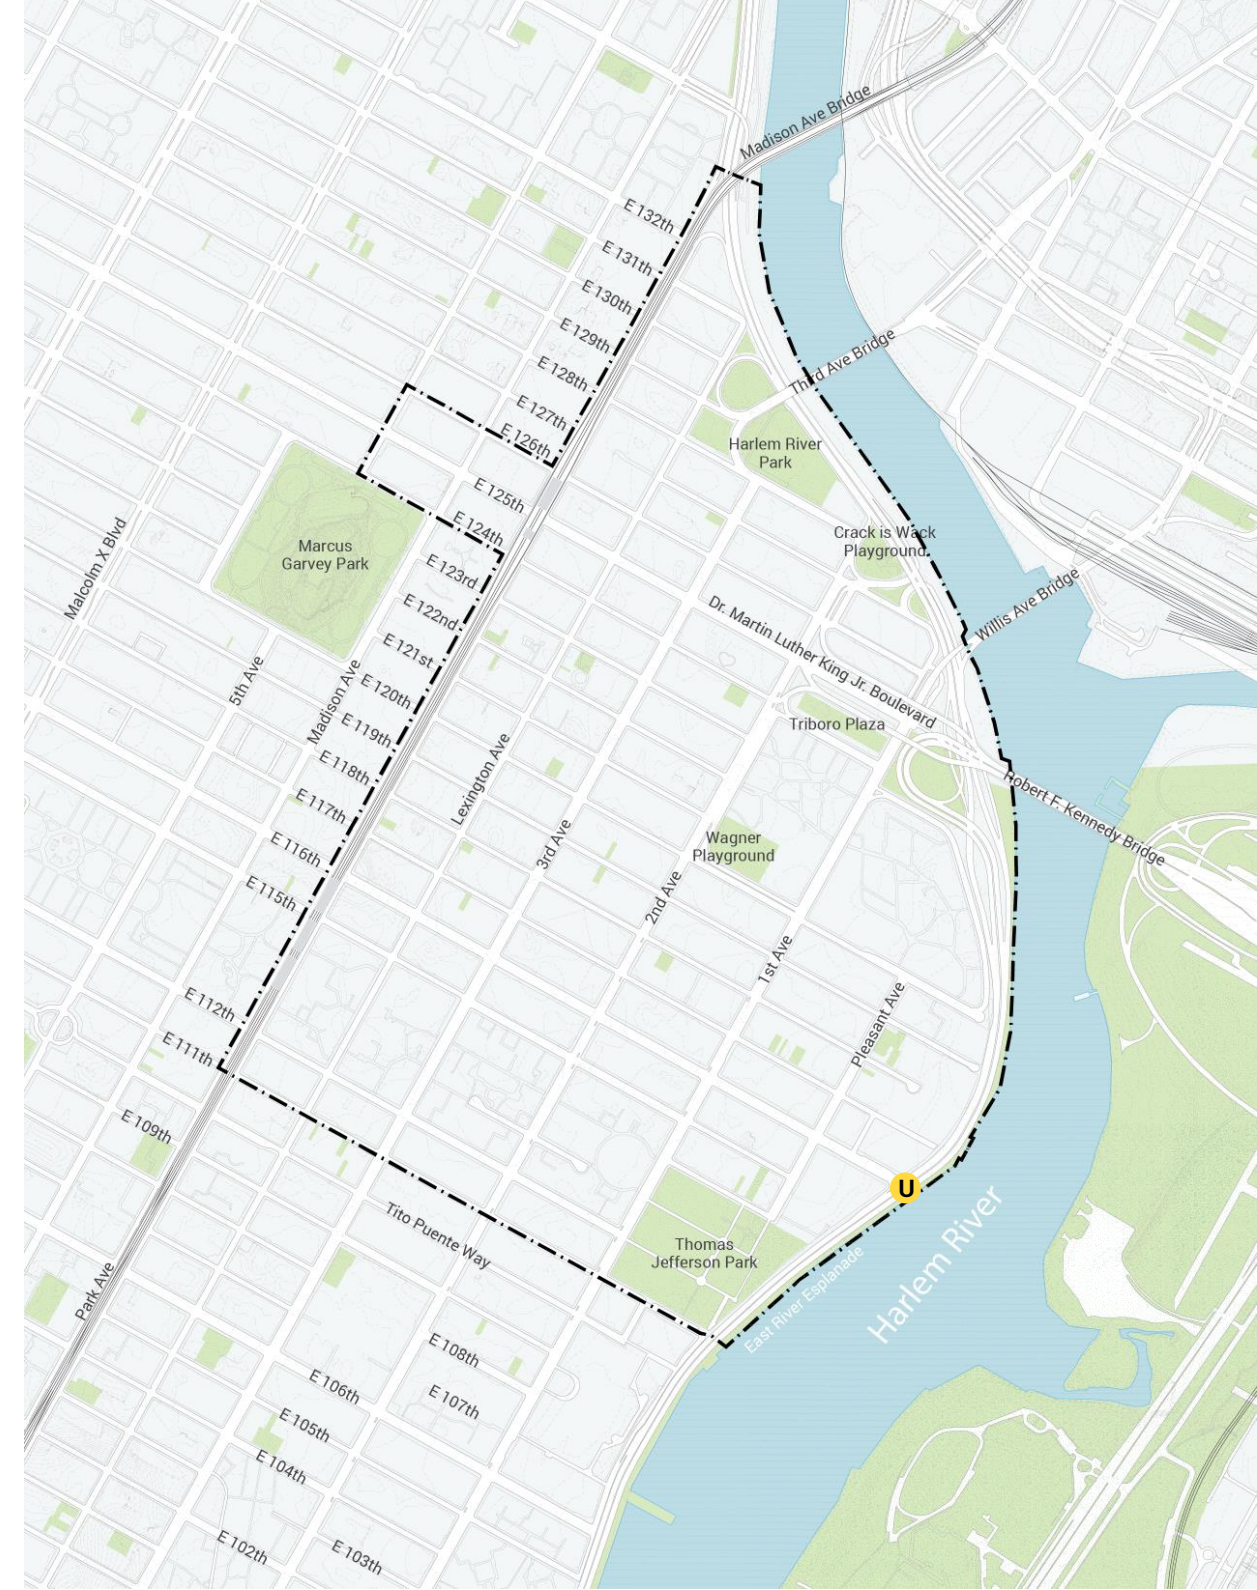 Madison Ave Bridge
E 132th
E 131th
E 130th
E 129th
E 128th
E 127th
E 126th
Third Ave Bridge
Harlem River
Park
E 125th
E 124th
Crack is Wack
Playground
Marcus
Garvey Park
Malcolm X Blvd
E 123rd
E 122nd
E 121st
E 120th
E 119th
E 118th
E 117th
E 116th
E 115th
Willis Ave Bridge
Dr. Martin Luther King Jr. Boulevard
5th Ave
Madison Ave
Triboro Plaza
Lexington Ave
3rd Ave
Robert F. Kennedy Bridge
Wagner
Playground
2nd Ave
1st Ave
Pleasant Ave
E 112th
E 111th
E 109th
U
Tito Puente Way
Thomas
Jefferson Park
East River Esplanade
Harlem River
Park Ave
E 108th
E 107th
E 106th
E 105th
E 104th
E 103th
E 102th